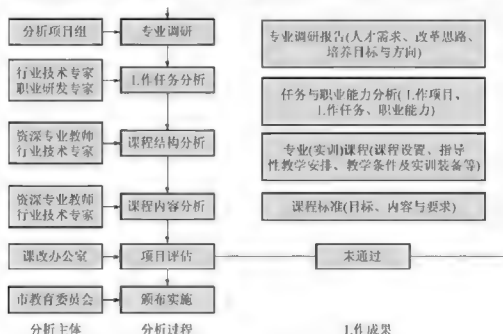 分析项目组
专业调研
专业调研报告(人才需求、改革思路、
培养目标与方向)
行业技术专家
职业研发专家
工作任务分析
任务与职业能力分析(工作项目、
工作任务、职业能力)
资深专业教师
行业技术专家
课程结构分析
专业(实训)课程(课程设置、指导
性教学安排、教学条件及实训装备等)
资深专业教师
行业技术专家
课程内容分析
课程标准(目标、内容与要求)
课改办公室
项目评估
未通过
市教育委员会
颁布实施
分析主体
分析过程
工作成果